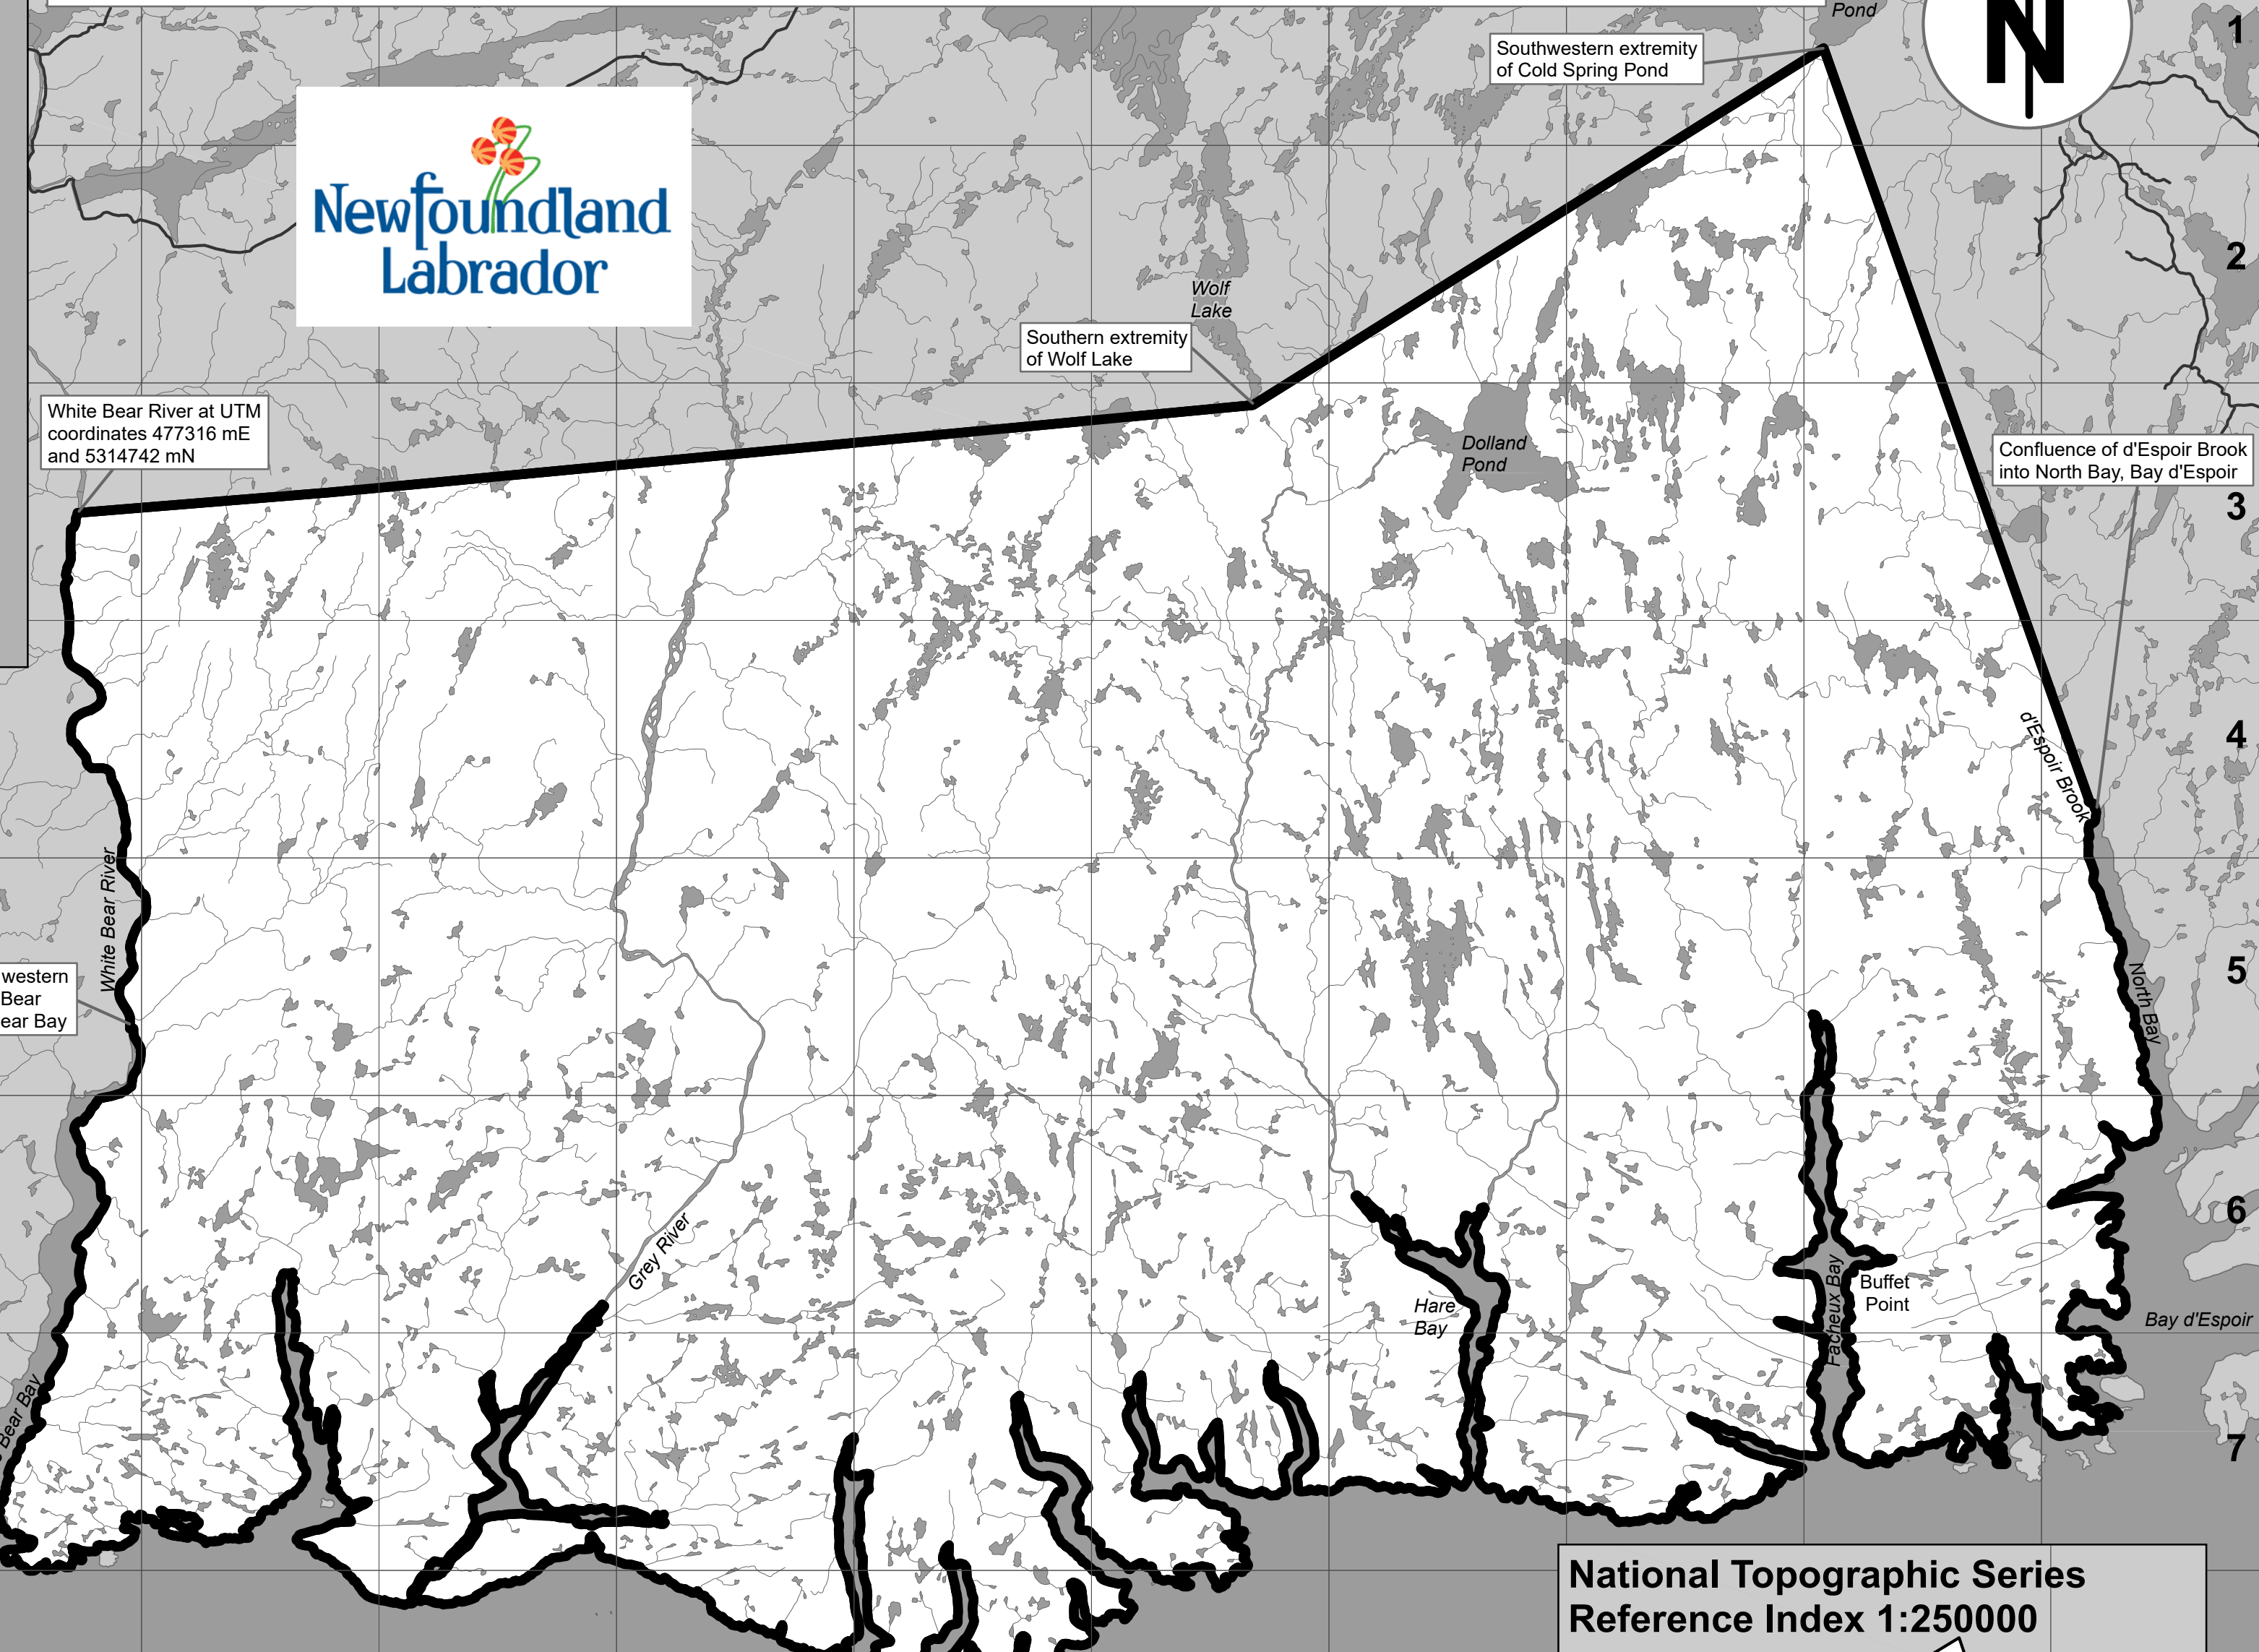 Pond
N
1
Southwestern extremity
of Cold Spring Pond
Newfoundland
Labrador
2
Wolf
Lake
Southern extremity
of Wolf Lake
White Bear River at UTM
coordinates 477316 mE
and 5314742 mN
Dolland
Pond
Confluence of d'Espoir Brook
into North Bay, Bay d'Espoir
3
d'Espoir Brook
4
White Bear River
western
Bear
ear Bay
North Bay
5
Grey River
6
Hare
Bay
Facheux Bay
Buffet
Point
Bay d'Espoir
Bear Bay
7
National Topographic Series
Reference Index 1:250000